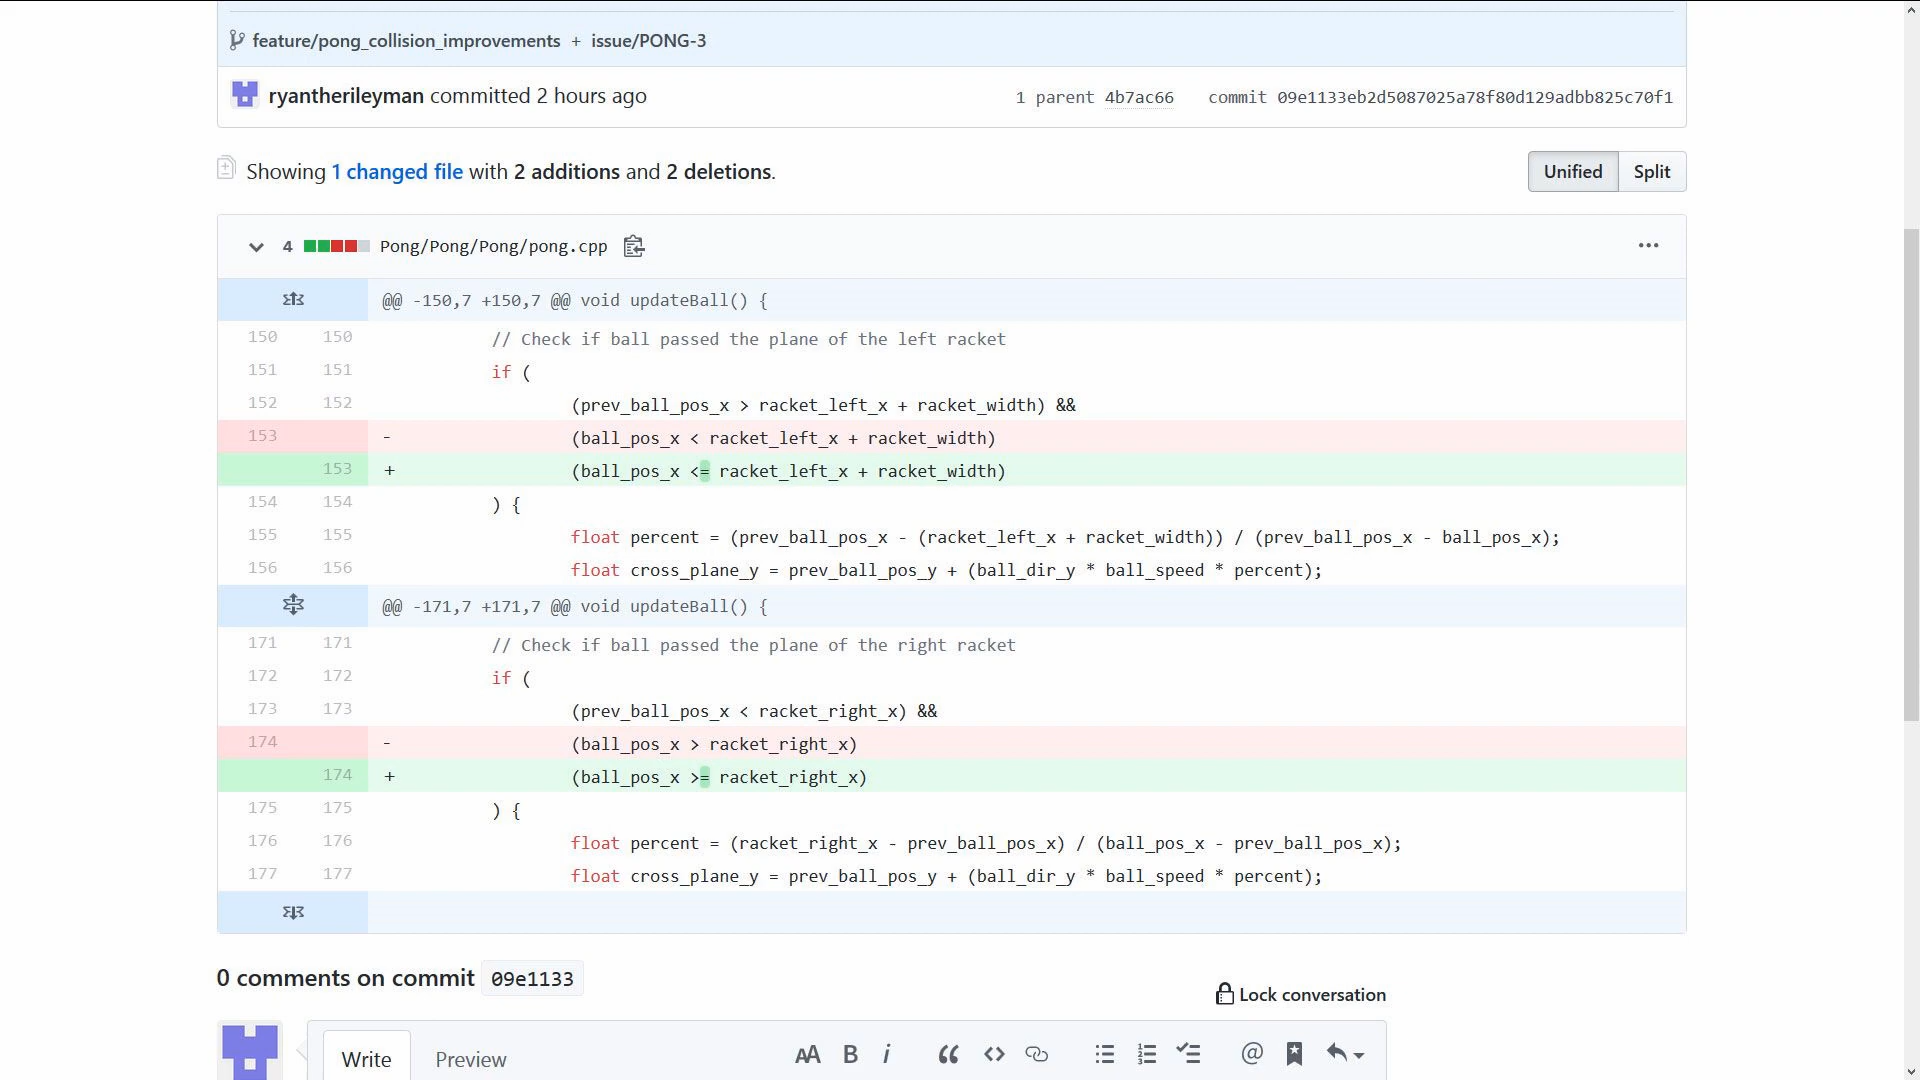 feature/pong_collision_improvements + issue/PONG-3
ryantherileyman committed 2 hours ago 1 parent 4b7ac66 commit 09e1133eb2d5087025a78f80d129adbb825c70f1
Showing 1 changed file with 2 additions and 2 deletions. Unified Split
4 Pong/Pong/Pong/pong.cpp
@@ -150,7 +150,7 @@ void updateBall() {
150 150 // Check if ball passed the plane of the left racket
151 151 if (
152 152 (prev_ball_pos_x > racket_left_x + racket_width) &&
153 - (ball_pos_x < racket_left_x + racket_width)
153 + (ball_pos_x <= racket_left_x + racket_width)
154 154 ) {
155 155 float percent = (prev_ball_pos_x - (racket_left_x + racket_width)) / (prev_ball_pos_x - ball_pos_x);
156 156 float cross_plane_y = prev_ball_pos_y + (ball_dir_y * ball_speed * percent);
@@ -171,7 +171,7 @@ void updateBall() {
171 171 // Check if ball passed the plane of the right racket
172 172 if (
173 173 (prev_ball_pos_x < racket_right_x) &&
174 - (ball_pos_x > racket_right_x)
174 + (ball_pos_x >= racket_right_x)
175 175 ) {
176 176 float percent = (racket_right_x - prev_ball_pos_x) / (ball_pos_x - prev_ball_pos_x);
177 177 float cross_plane_y = prev_ball_pos_y + (ball_dir_y * ball_speed * percent);
0 comments on commit 09e1133
Lock conversation
Write Preview AA B i